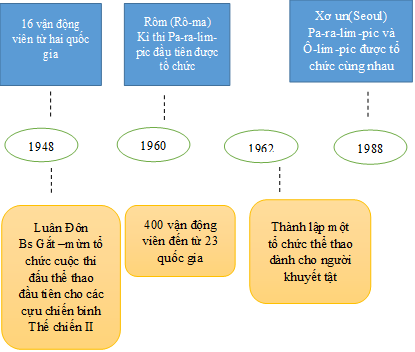 16 vận động
viên từ hai quốc
gia
Rôm (Rô-ma)
Kì thi Pa-ra-lim-
pic đầu tiên được
tổ chức
Xơ un(Seoul)
Pa-ra-lim-pic và
Ô-lim-pic được tổ
chức cùng nhau
1948
1960
1962
1988
Luân Đôn
Bs Gắt –mừn tổ
chức cuộc thi
đấu thể thao
đầu tiên cho các
cựu chiến binh
Thế chiến II
400 vận động
viên đến từ 23
quốc gia
Thành lập một
tổ chức thể thao
dành cho người
khuyết tật